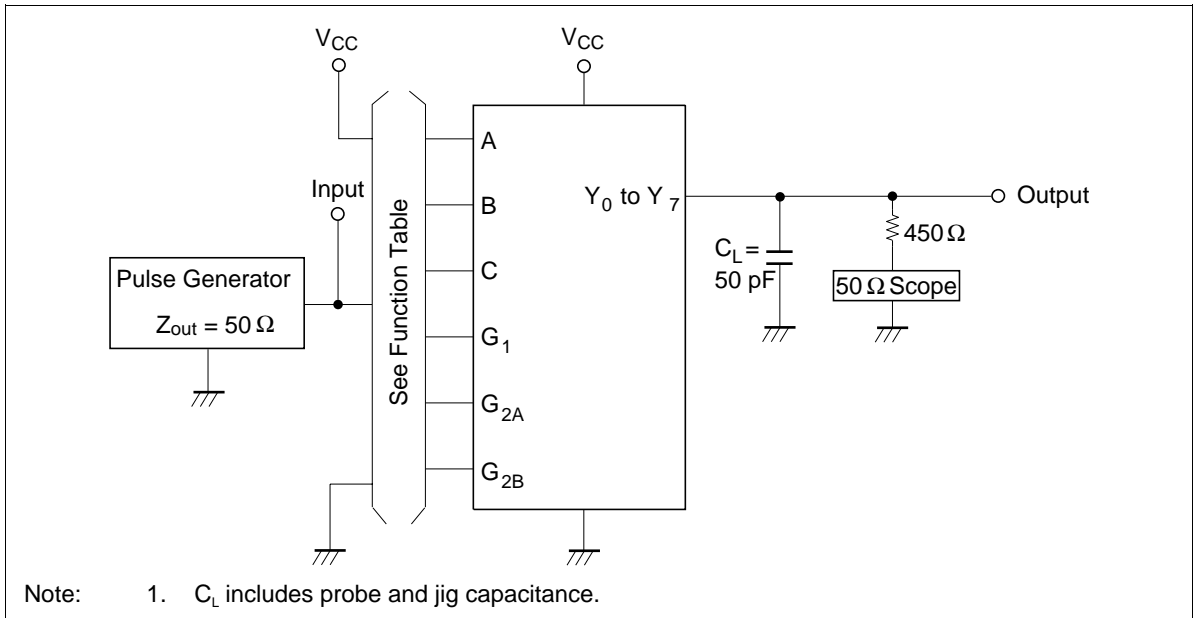 VCC
VCC
Input
Pulse Generator
Zout = 50 Ω
See Function Table
A
B
C
G1
G2A
G2B
Y0 to Y7
CL =
50 pF
450 Ω
50 Ω Scope
Output
Note: 1. CL includes probe and jig capacitance.